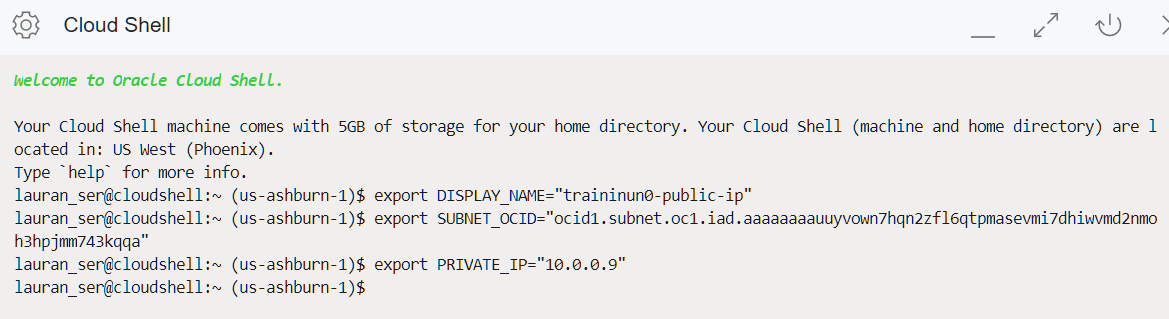 Cloud Shell
Welcome to Oracle Cloud Shell.
Your Cloud Shell machine comes with 5GB of storage for your home directory. Your Cloud Shell (machine and home directory) are l
ocated in: US West (Phoenix).
Type `help` for more info.
lauran_ser@cloudshell:~ (us-ashburn-1)$ export DISPLAY_NAME="traininun0-public-ip"
lauran_ser@cloudshell:~ (us-ashburn-1)$ export SUBNET_OCID="ocid1.subnet.oc1.iad.aaaaaaaauuyvown7hqn2zfl6qtpmasevmi7dhiwvmd2nmo
h3hpjmm743kqqa"
lauran_ser@cloudshell:~ (us-ashburn-1)$ export PRIVATE_IP="10.0.0.9"
lauran_ser@cloudshell:~ (us-ashburn-1)$